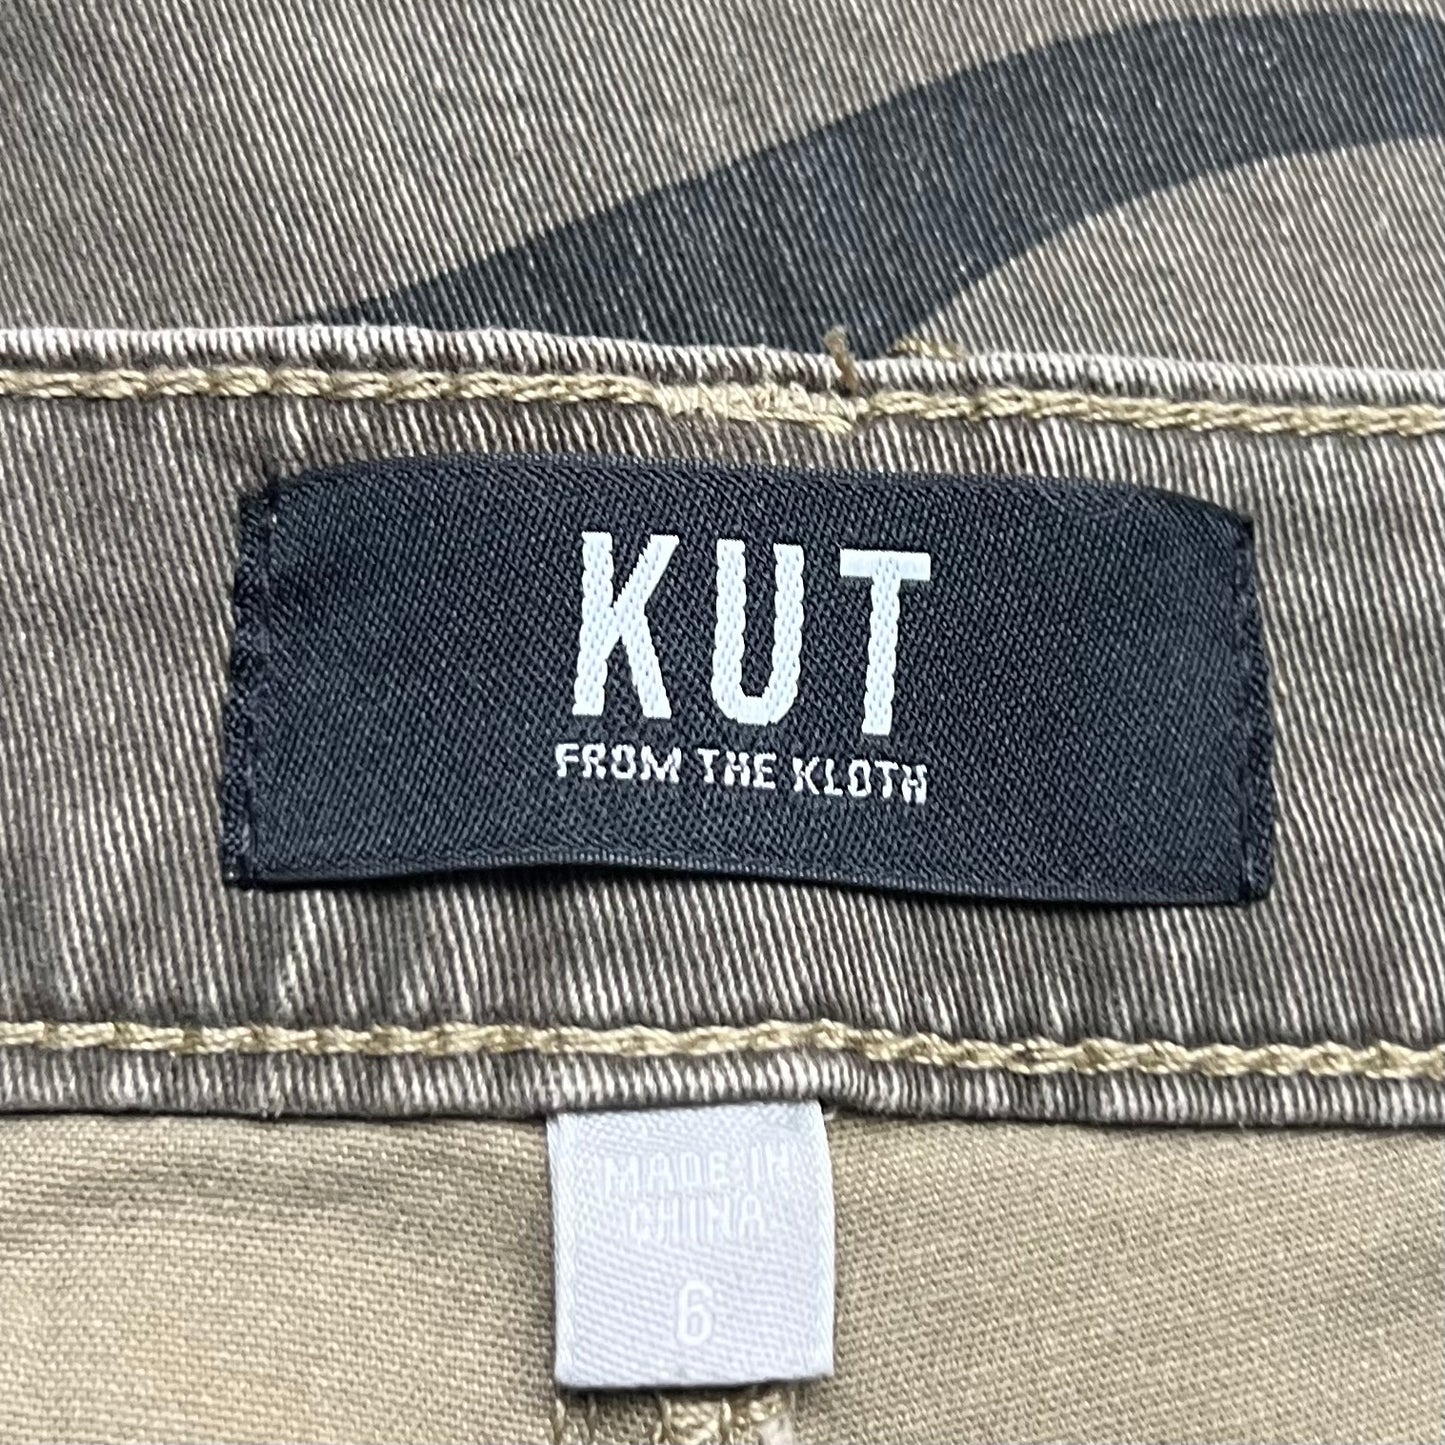 KUT
FROM THE KLOTH
MADE IN
CHINA
6